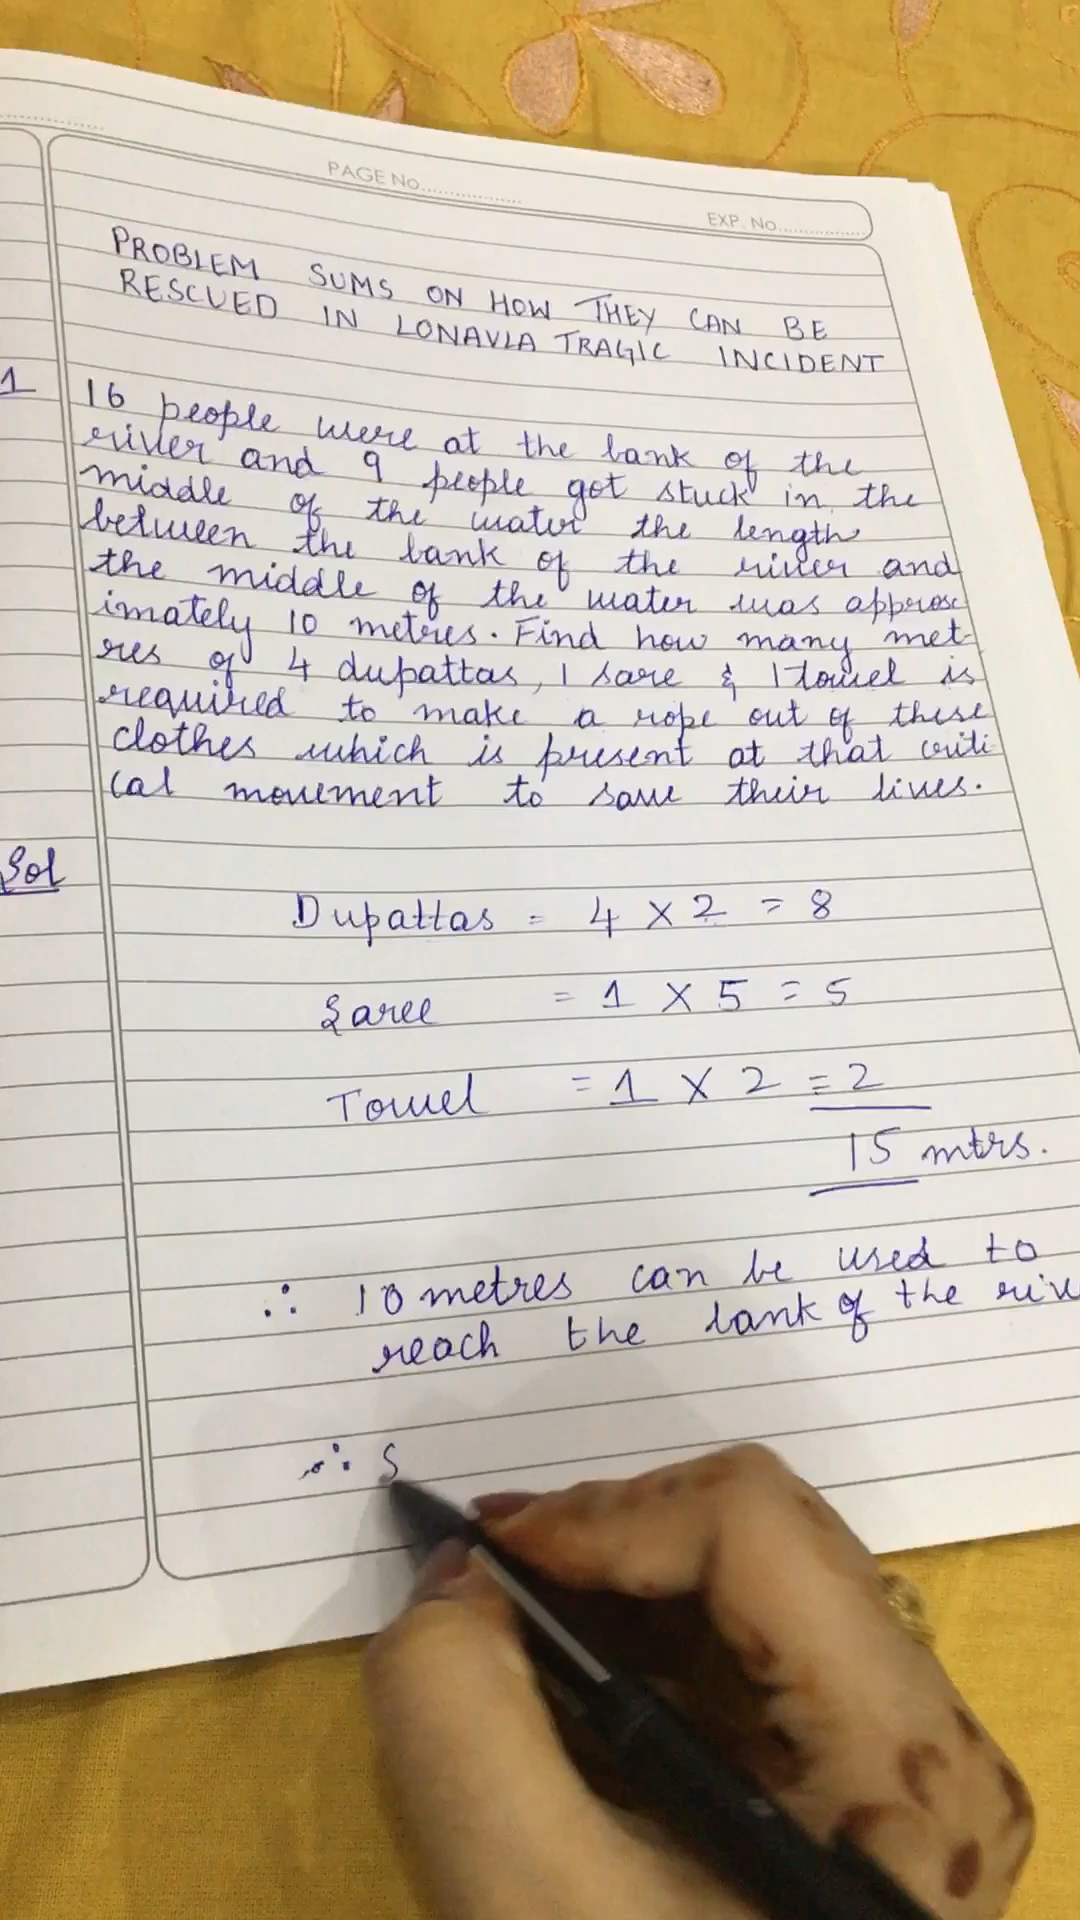 PAGE No.
EXP. No.
PROBLEM SUMS ON HOW THEY CAN BE
RESCUED IN LONAVLA TRAGIC INCIDENT
1 16 people were at the bank of the
river and 9 people got stuck in the
middle of the water the length
between the bank of the river and
the middle of the water was approx
imately 10 metres. Find how many met-
res of 4 dupattas, 1 sare & 1 towel is
required to make a rope out of these
clothes which is present at that criti
cal movement to save their lives.
Sol
Dupattas = 4 X 2 = 8
Saree = 1 X 5 = 5
Towel = 1 X 2 = 2
15 mtrs.
∴ 10 metres can be used to
reach the bank of the riv
∴ S